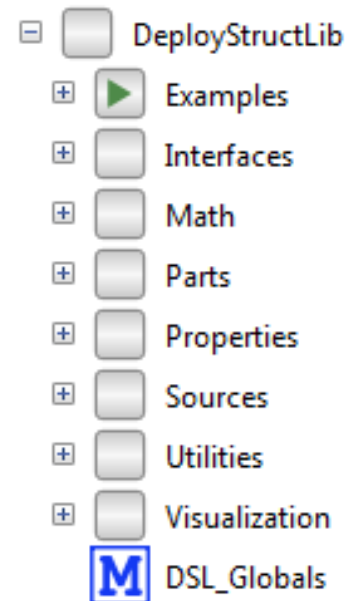 DeployStructLib
Examples
Interfaces
Math
Parts
Properties
Sources
Utilities
Visualization
M DSL_Globals